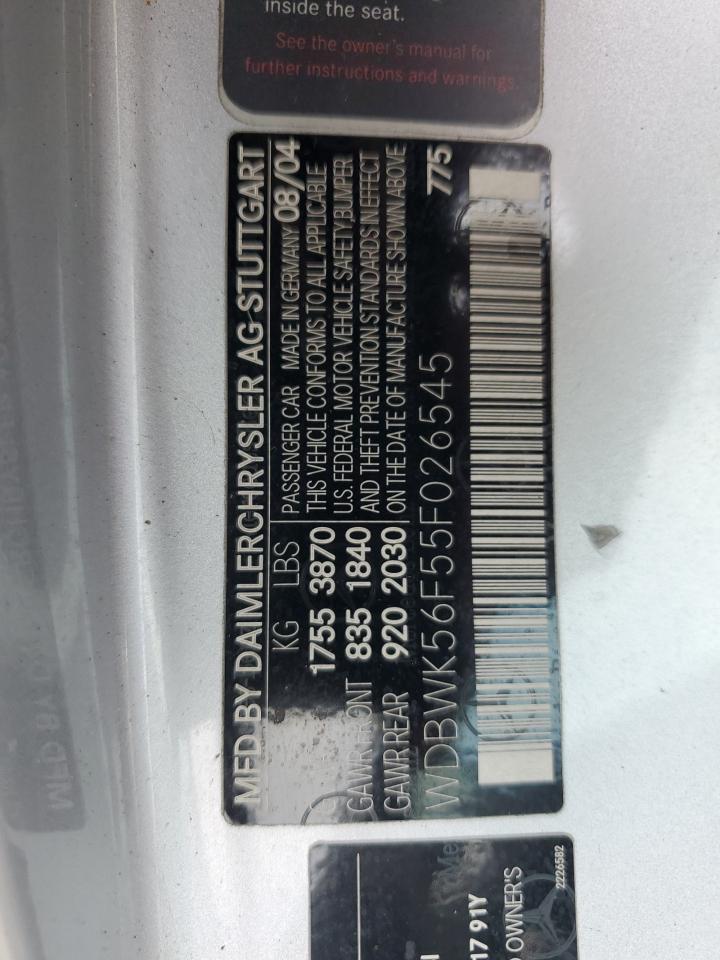 inside the seat.
See the owner's manual for
further instructions and warnings.
MFD BY DAIMLERCHRYSLER AG STUTTGART
KG LBS PASSENGER CAR MADE IN GERMANY 08/04
1755 3870 THIS VEHICLE CONFORMS TO ALL APPLICABLE
U.S. FEDERAL MOTOR VEHICLE SAFETY,BUMPER
GAWR FRONT 835 1840 AND THEFT PREVENTION STANDARDS IN EFFECT
GAWR REAR 920 2030 ON THE DATE OF MANUFACTURE SHOWN ABOVE
WDBWK56F55F026545 775
17 91Y
OWNER'S
2226582